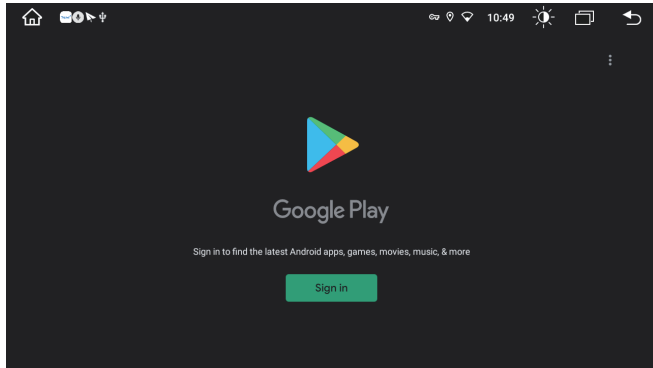 10:49
Google Play
Sign in to find the latest Android apps, games, movies, music, & more
Sign in